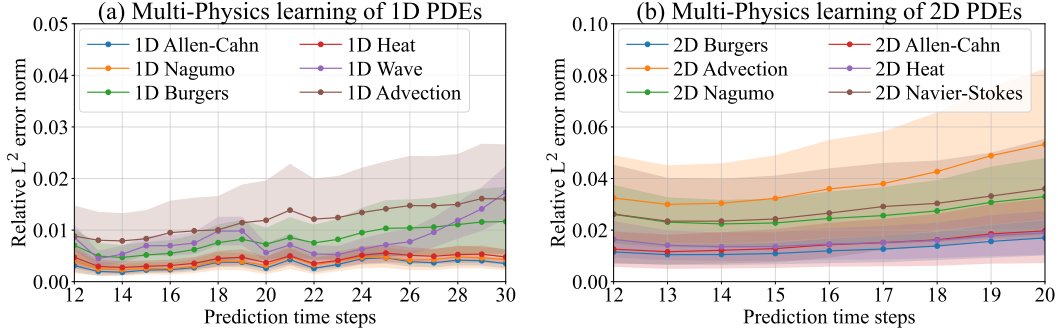 (a) Multi-Physics learning of 1D PDEs
1D Allen-Cahn
1D Nagumo
1D Burgers
1D Heat
1D Wave
1D Advection
Relative L² error norm
0.05
0.04
0.03
0.02
0.01
0.00
12 14 16 18 20 22 24 26 28 30
Prediction time steps
(b) Multi-Physics learning of 2D PDEs
2D Burgers
2D Advection
2D Nagumo
2D Allen-Cahn
2D Heat
2D Navier-Stokes
Relative L² error norm
0.10
0.08
0.06
0.04
0.02
0.00
12 13 14 15 16 17 18 19 20
Prediction time steps